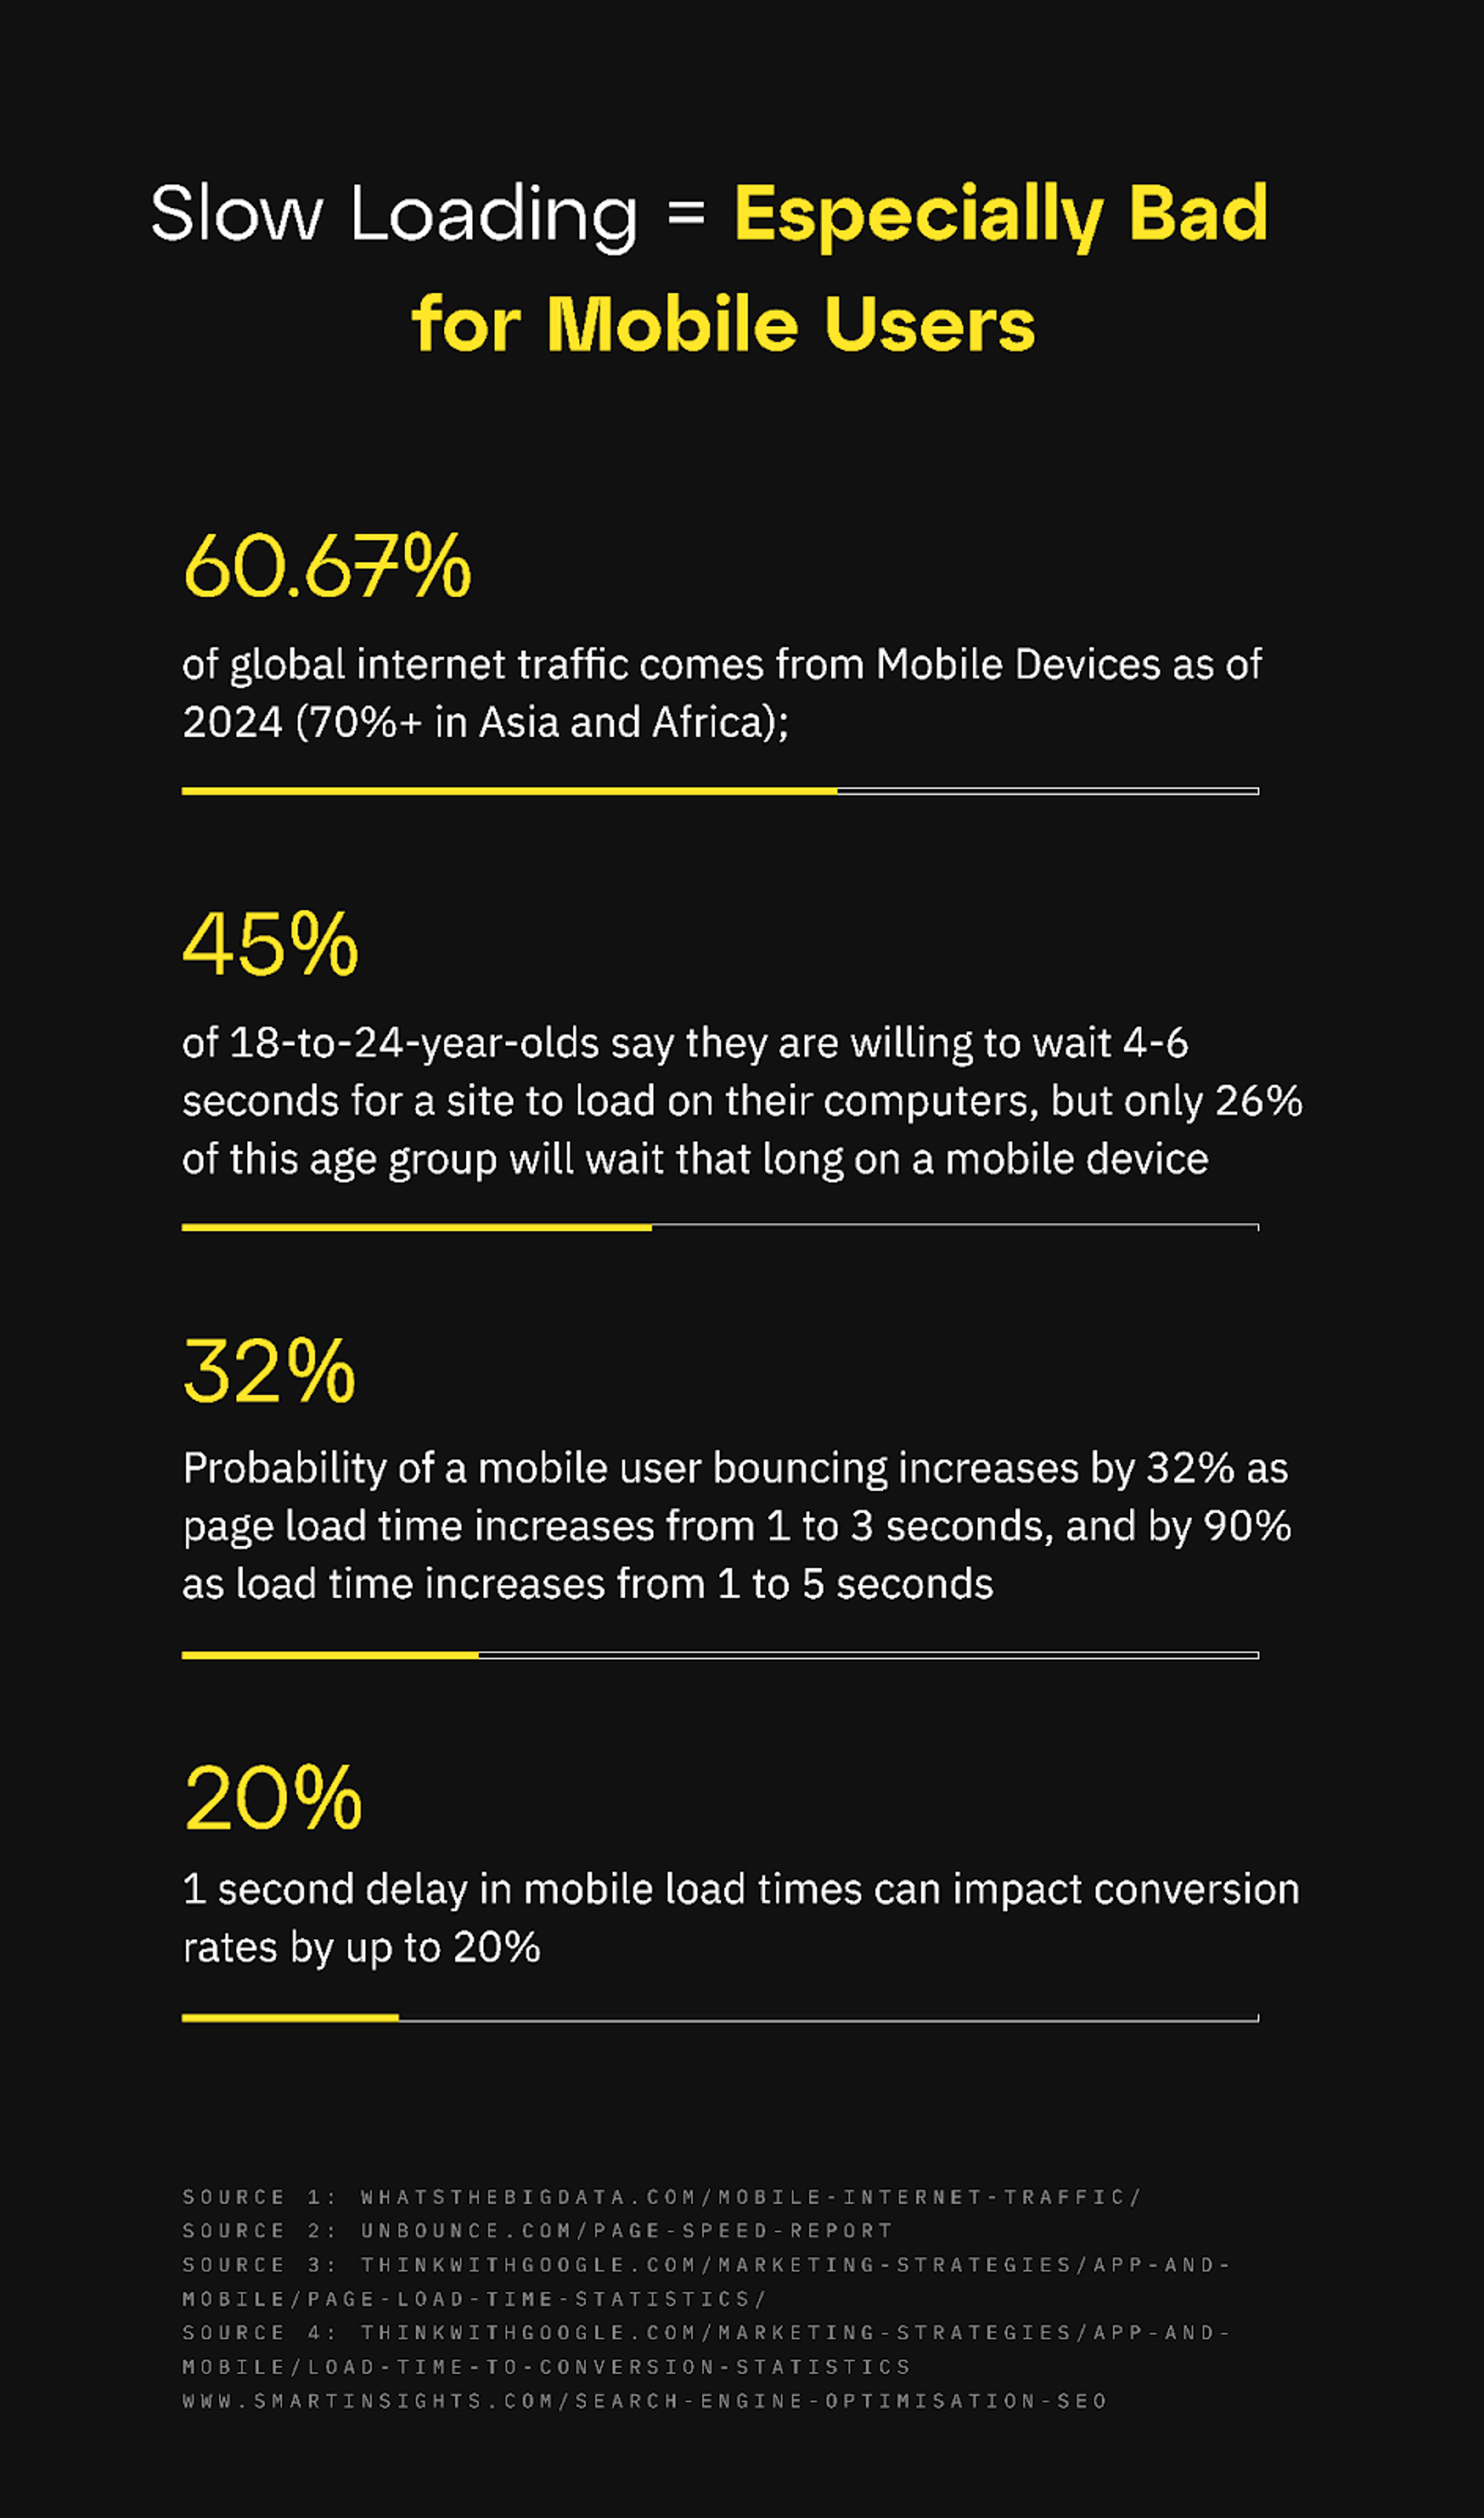 Slow Loading = Especially Bad
for Mobile Users
60.67%
of global internet traffic comes from Mobile Devices as of
2024 (70%+ in Asia and Africa);
45%
of 18-to-24-year-olds say they are willing to wait 4-6
seconds for a site to load on their computers, but only 26%
of this age group will wait that long on a mobile device
32%
Probability of a mobile user bouncing increases by 32% as
page load time increases from 1 to 3 seconds, and by 90%
as load time increases from 1 to 5 seconds
20%
1 second delay in mobile load times can impact conversion
rates by up to 20%
SOURCE 1: WHATSTHEBIGDATA.COM/MOBILE-INTERNET-TRAFFIC/
SOURCE 2: UNBOUNCE.COM/PAGE-SPEED-REPORT
SOURCE 3: THINKWITHGOOGLE.COM/MARKETING-STRATEGIES/APP-AND-
MOBILE/PAGE-LOAD-TIME-STATISTICS/
SOURCE 4: THINKWITHGOOGLE.COM/MARKETING-STRATEGIES/APP-AND-
MOBILE/LOAD-TIME-TO-CONVERSION-STATISTICS
WWW.SMARTINSIGHTS.COM/SEARCH-ENGINE-OPTIMISATION-SEO